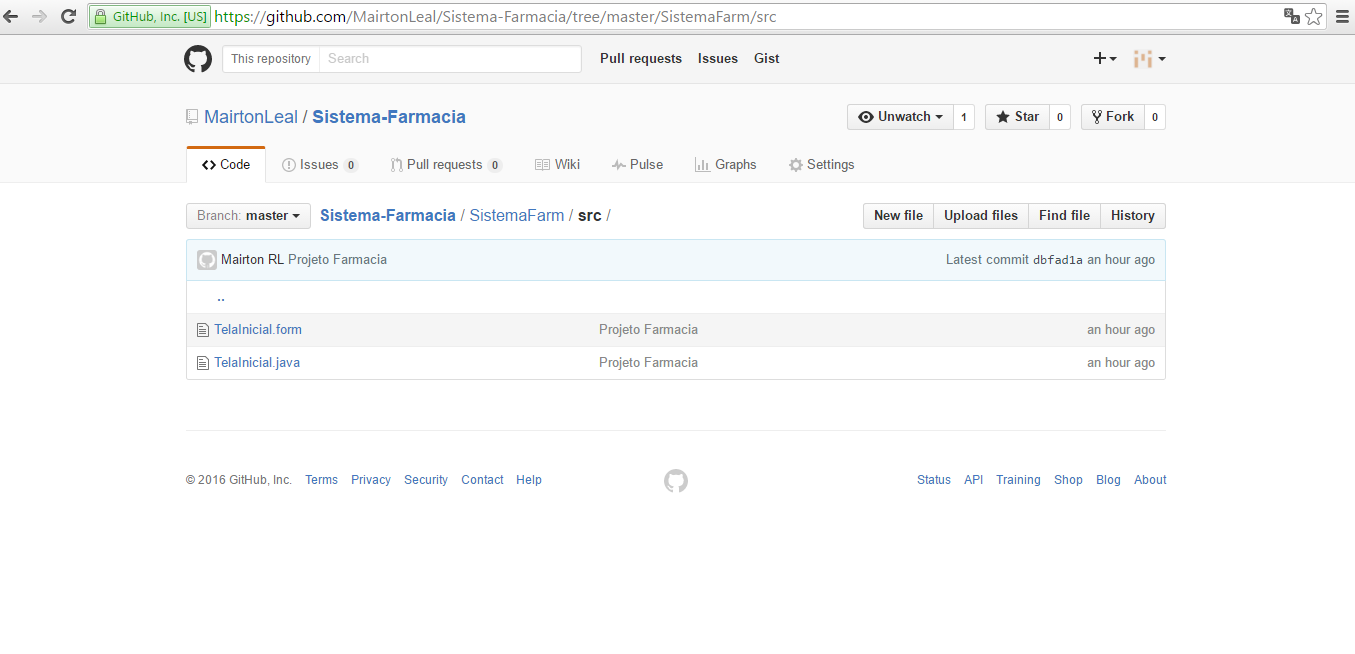 GitHub, Inc. [US] https://github.com/MairtonLeal/Sistema-Farmacia/tree/master/SistemaFarm/src
This repository Search Pull requests Issues Gist
MairtonLeal / Sistema-Farmacia Unwatch 1 Star 0 Fork 0
Code Issues 0 Pull requests 0 Wiki Pulse Graphs Settings
Branch: master Sistema-Farmacia / SistemaFarm / src / New file Upload files Find file History
Mairton RL Projeto Farmacia Latest commit dbfad1a an hour ago
..
TelaInicial.form Projeto Farmacia an hour ago
TelaInicial.java Projeto Farmacia an hour ago
© 2016 GitHub, Inc. Terms Privacy Security Contact Help Status API Training Shop Blog About